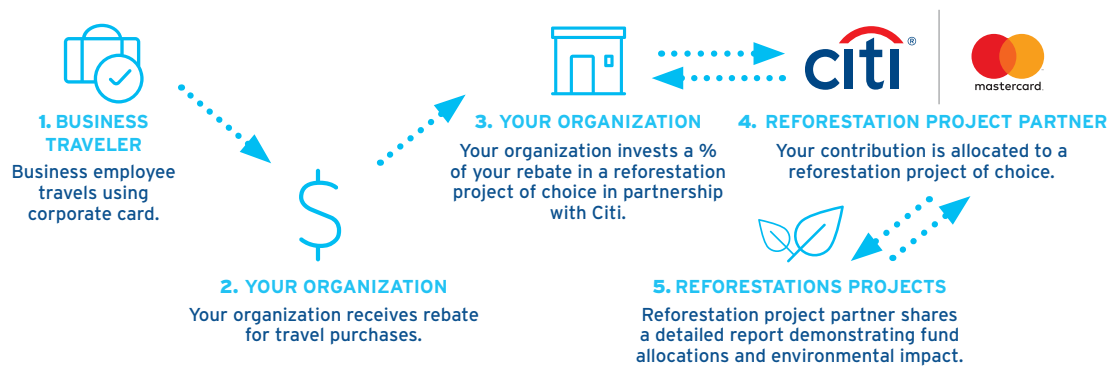 1. BUSINESS
TRAVELER
Business employee
travels using
corporate card.
2. YOUR ORGANIZATION
Your organization receives rebate
for travel purchases.
3. YOUR ORGANIZATION
Your organization invests a %
of your rebate in a reforestation
project of choice in partnership
with Citi.
citi®
mastercard
4. REFORESTATION PROJECT PARTNER
Your contribution is allocated to a
reforestation project of choice.
5. REFORESTATIONS PROJECTS
Reforestation project partner shares
a detailed report demonstrating fund
allocations and environmental impact.